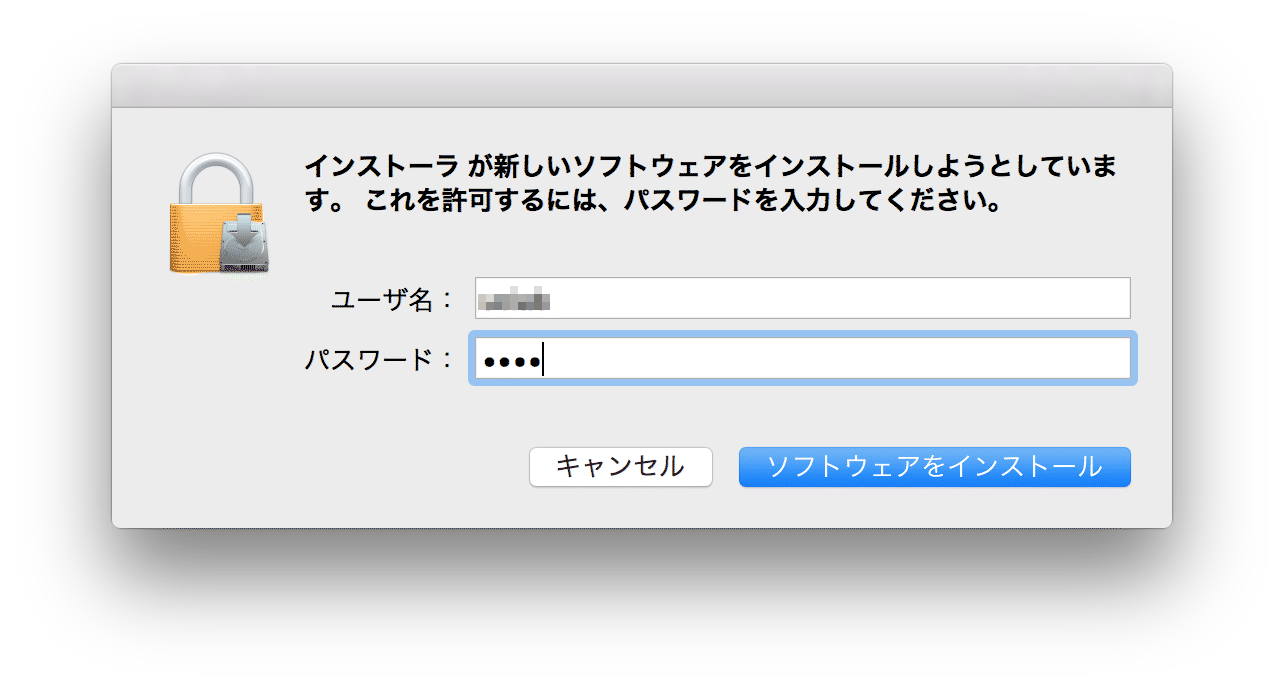 インストーラ が新しいソフトウェアをインストールしようとしていま
す。 これを許可するには、パスワードを入力してください。
ユーザ名：
パスワード： ••••
キャンセル ソフトウェアをインストール